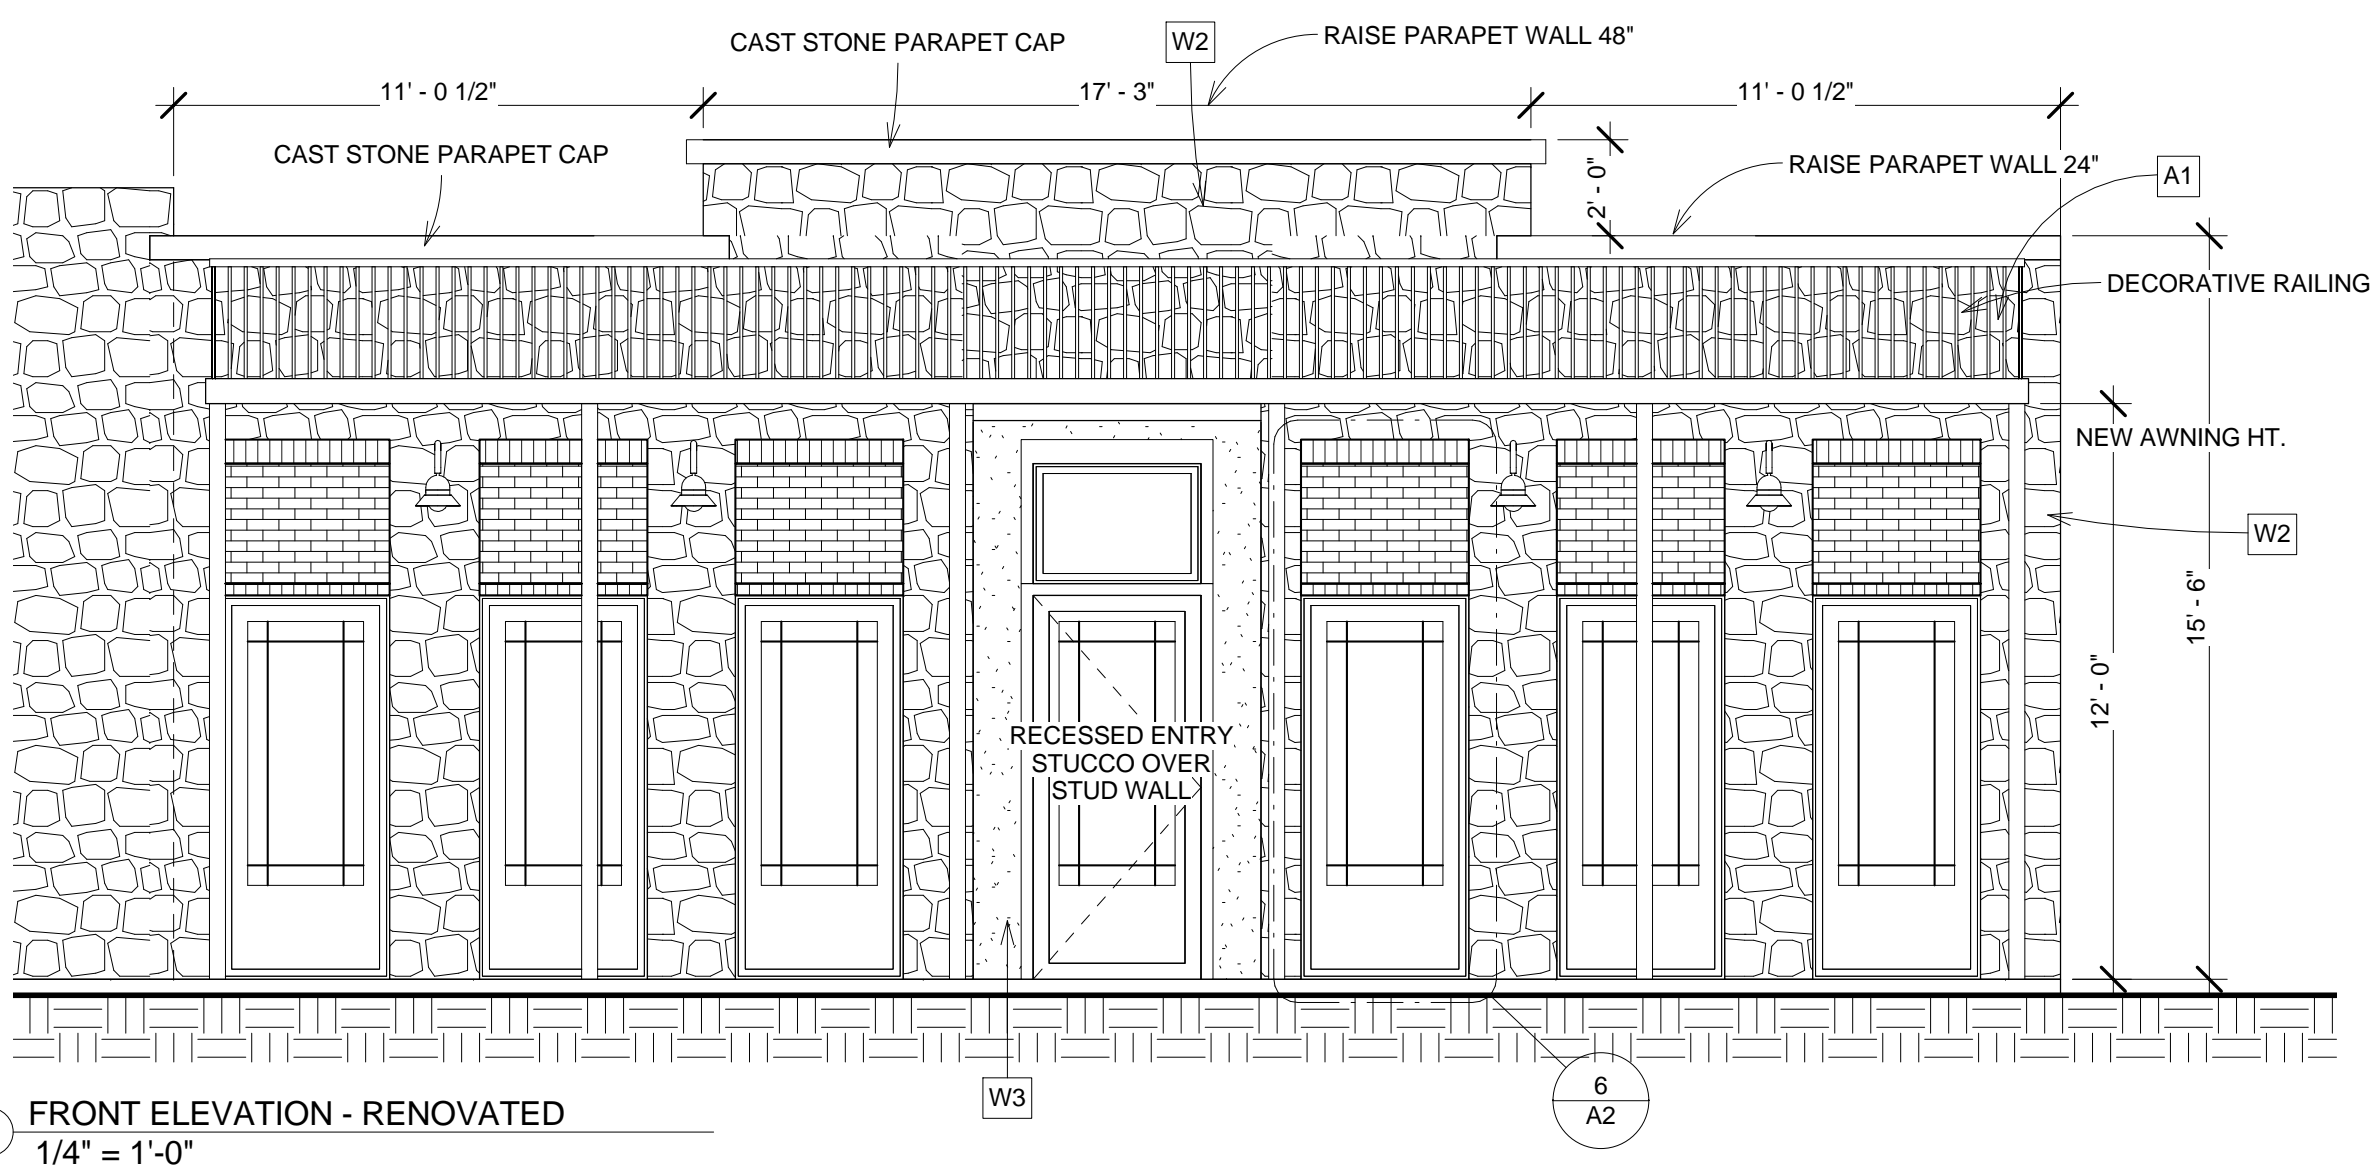 CAST STONE PARAPET CAP
W2
RAISE PARAPET WALL 48"
11' - 0 1/2"
17' - 3"
11' - 0 1/2"
CAST STONE PARAPET CAP
2' - 0"
RAISE PARAPET WALL 24"
A1
DECORATIVE RAILING
NEW AWNING HT.
W2
15' - 6"
12' - 0"
RECESSED ENTRY
STUCCO OVER
STUD WALL
W3
6
A2
FRONT ELEVATION - RENOVATED
1/4" = 1'-0"